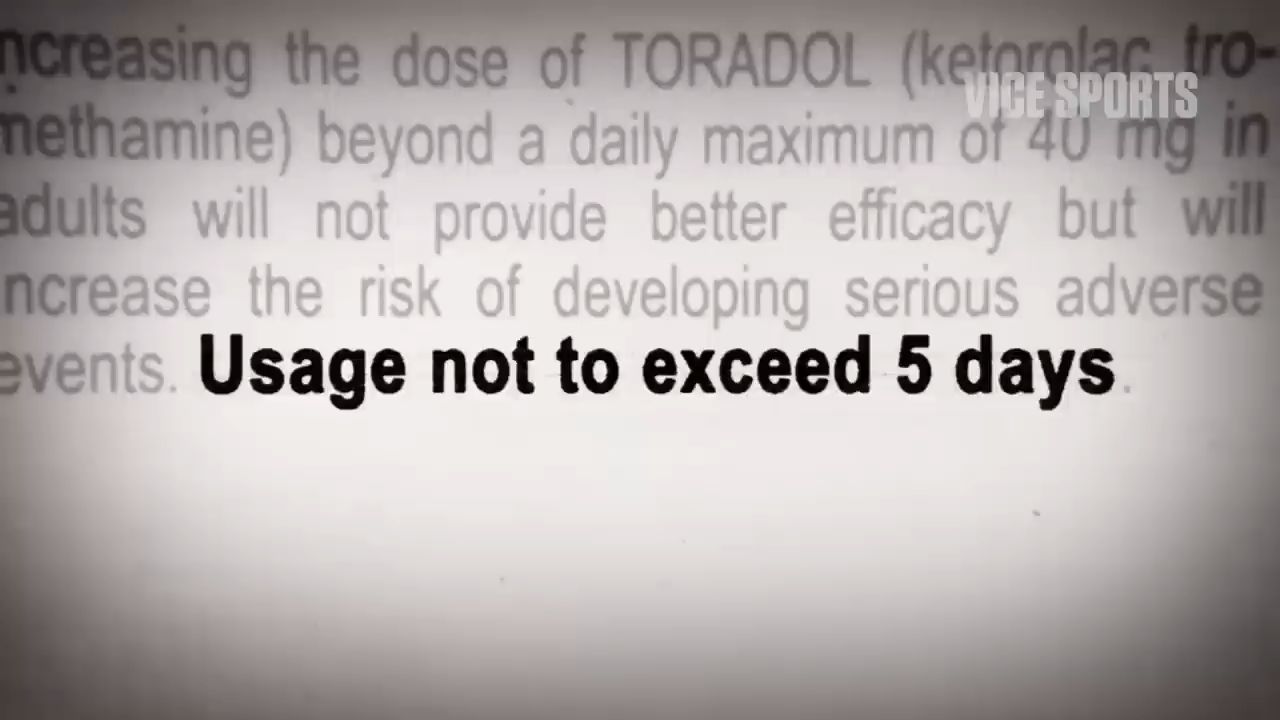 ncreasing the dose of TORADOL (ketorolac tro-
VICE SPORTS
methamine) beyond a daily maximum of 40 mg in
adults will not provide better efficacy but will
increase the risk of developing serious adverse
events. Usage not to exceed 5 days.